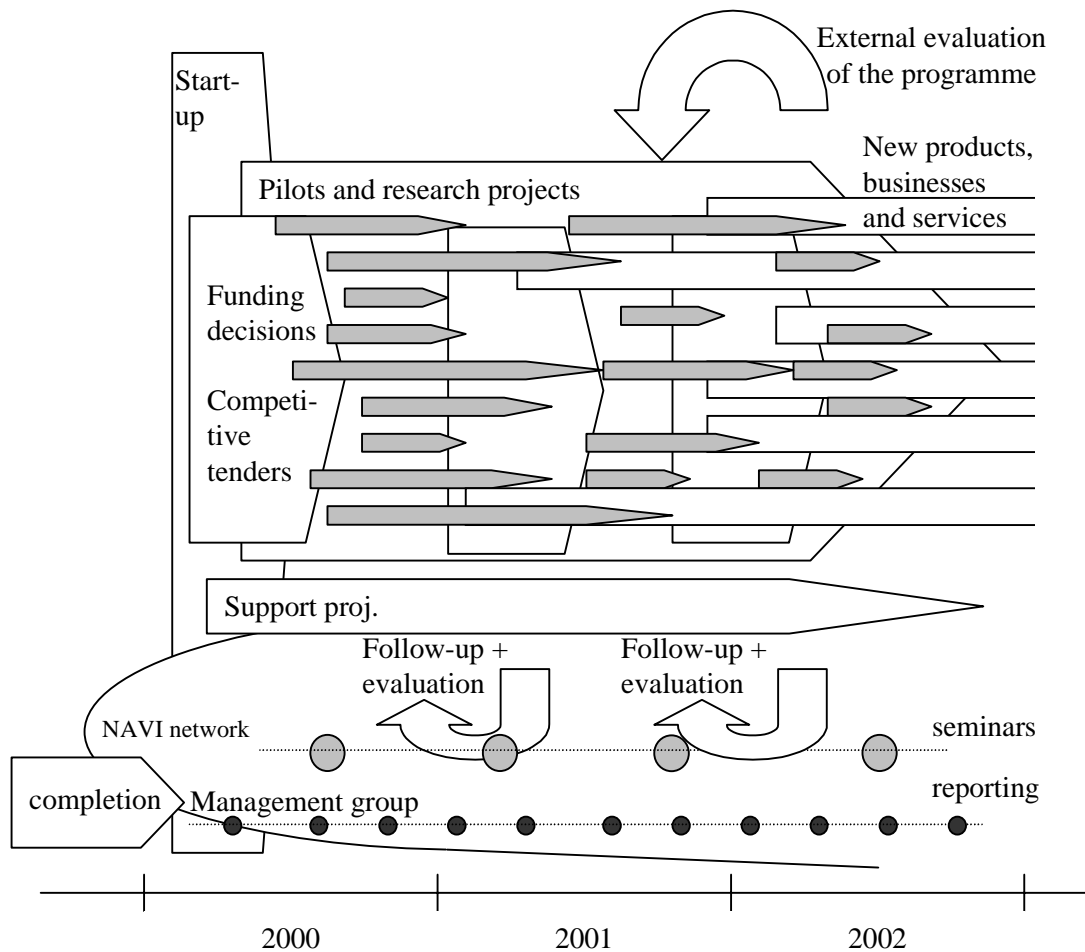 External evaluation
of the programme
Start-
up
New products,
businesses
and services
Pilots and research projects
Funding
decisions
Competi-
tive
tenders
Support proj.
Follow-up +
evaluation
Follow-up +
evaluation
NAVI network
seminars
completion
Management group
reporting
2000
2001
2002